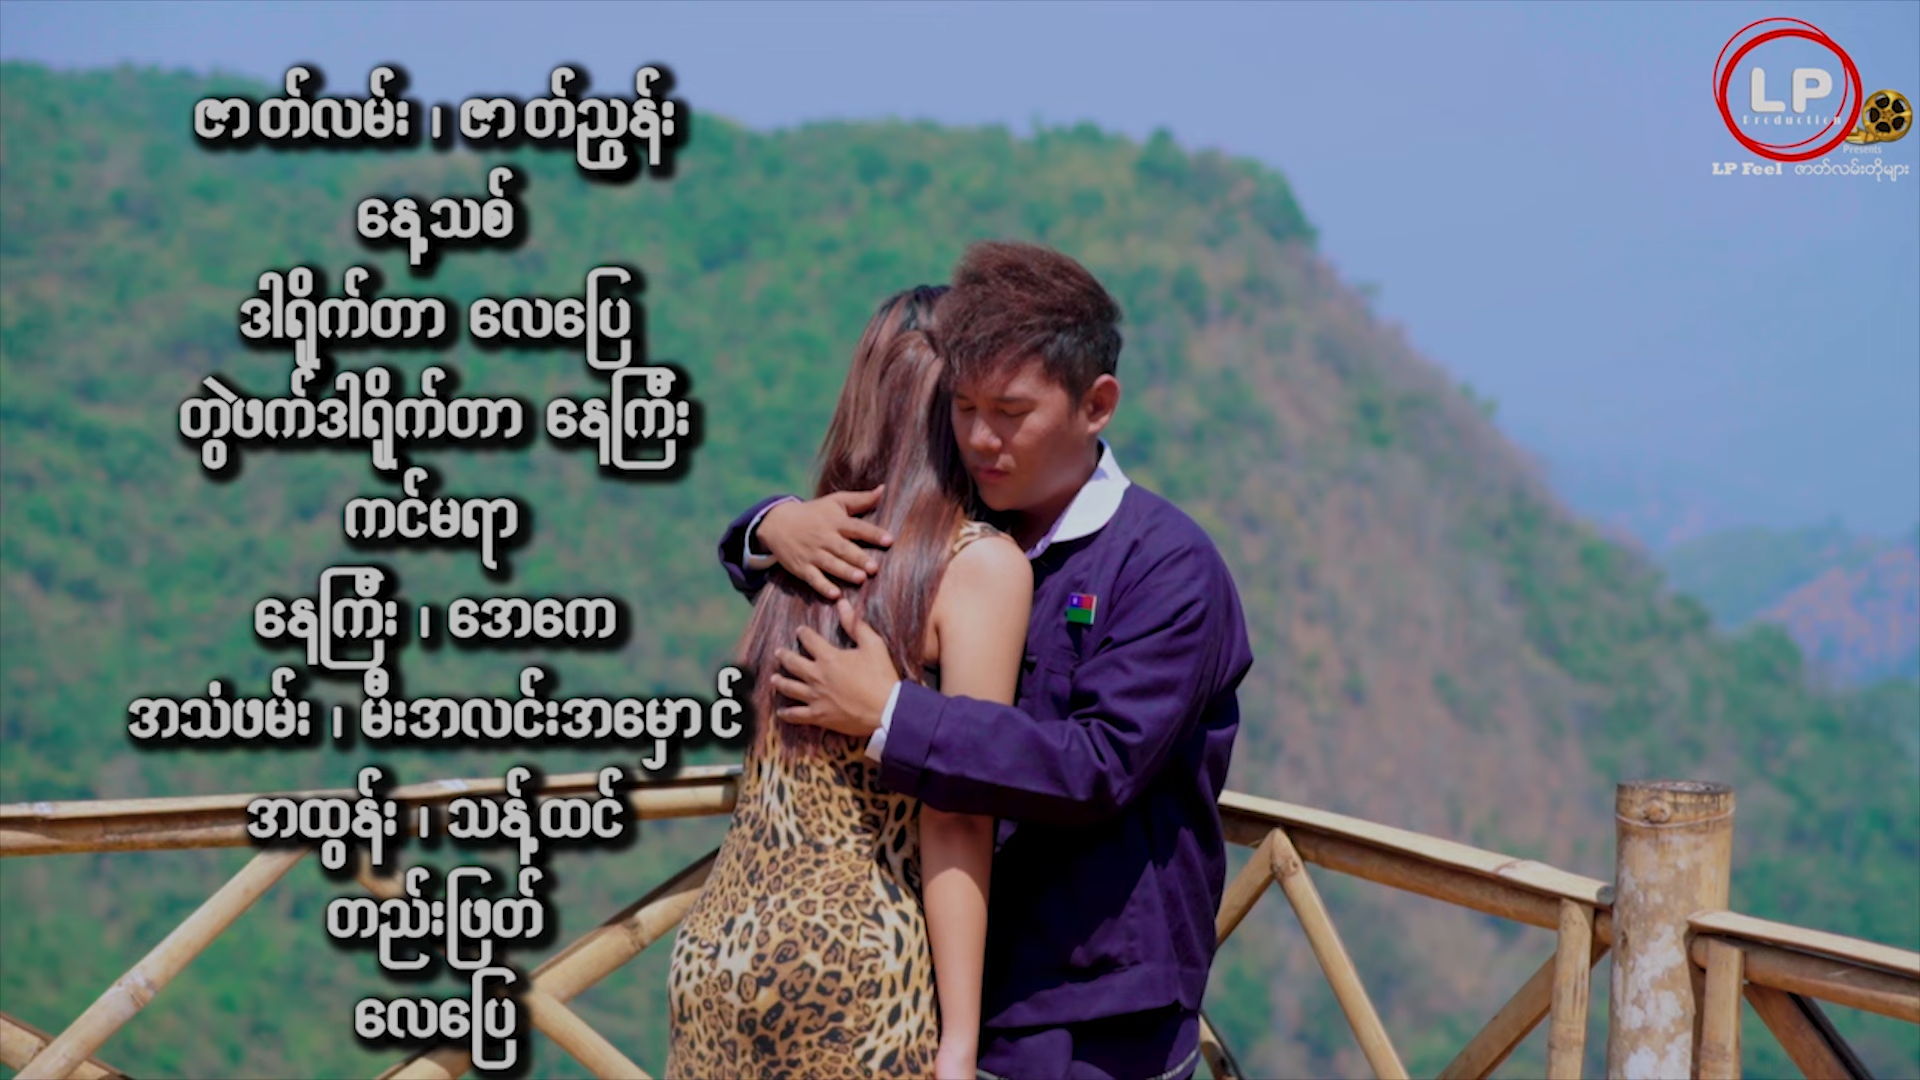 ဇာတ်လမ်း ၊ ဇာတ်ညွှန်း
နေ့သစ်
ဒါရိုက်တာ လေပြေ
တွဲဖက်ဒါရိုက်တာ နေကြီး
ကင်မရာ
နေကြီး ၊ အေကေ
အသံဖမ်း ၊ မီးအလင်းအမှောင်
အထွန်း ၊ သန့်ထင်
တည်းဖြတ်
လေပြေ
LP
Production
Presents
LP Feel ဇာတ်လမ်းတိုများ